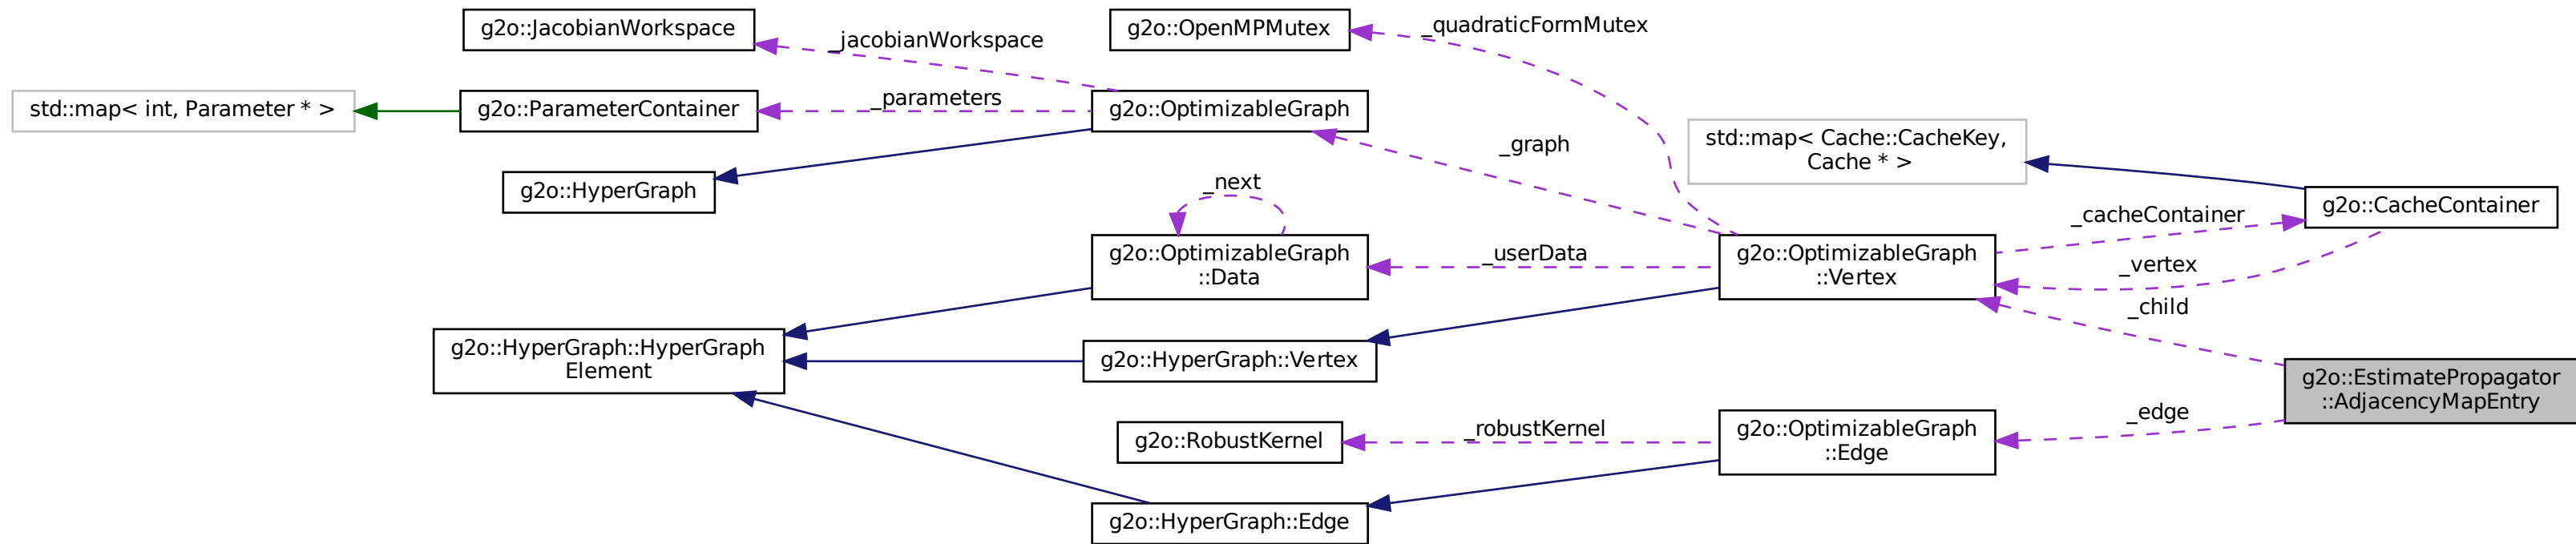 g2o::JacobianWorkspace
_jacobianWorkspace
g2o::OpenMPMutex
_quadraticFormMutex
std::map< int, Parameter * >
g2o::ParameterContainer
_parameters
g2o::OptimizableGraph
_graph
std::map< Cache::CacheKey,
Cache * >
g2o::HyperGraph
_next
g2o::CacheContainer
_cacheContainer
g2o::OptimizableGraph
::Data
_userData
g2o::OptimizableGraph
::Vertex
_vertex
_child
g2o::HyperGraph::HyperGraph
Element
g2o::HyperGraph::Vertex
g2o::EstimatePropagator
::AdjacencyMapEntry
g2o::RobustKernel
_robustKernel
g2o::OptimizableGraph
::Edge
_edge
g2o::HyperGraph::Edge